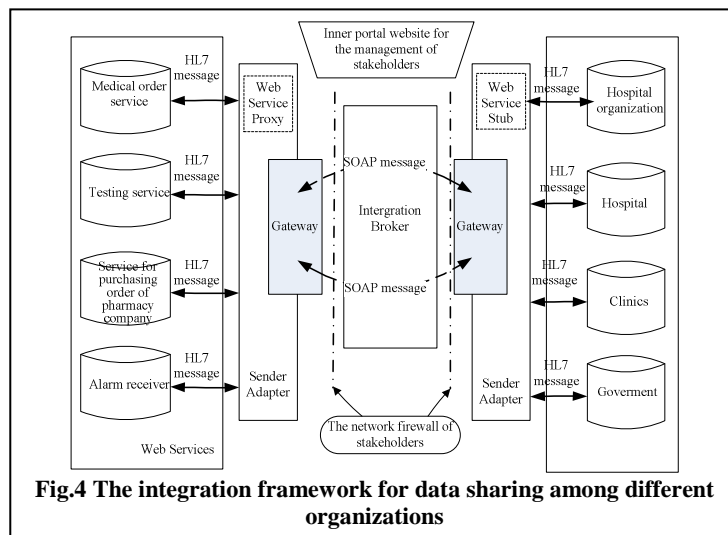 Inner portal website for
the management of
stakeholders
HL7
message
Medical order
service
HL7
message
Testing service
HL7
message
Service for
purchasing
order of
pharmacy
company
HL7
message
Alarm receiver
Web Services
Web
Service
Proxy
Gateway
Sender
Adapter
SOAP message
Intergration
Broker
SOAP message
The network firewall of
stakeholders
Web
Service
Stub
Gateway
Sender
Adapter
HL7
message
Hospital
organization
HL7
message
Hospital
HL7
message
Clinics
HL7
message
Goverment
Fig.4 The integration framework for data sharing among different
organizations